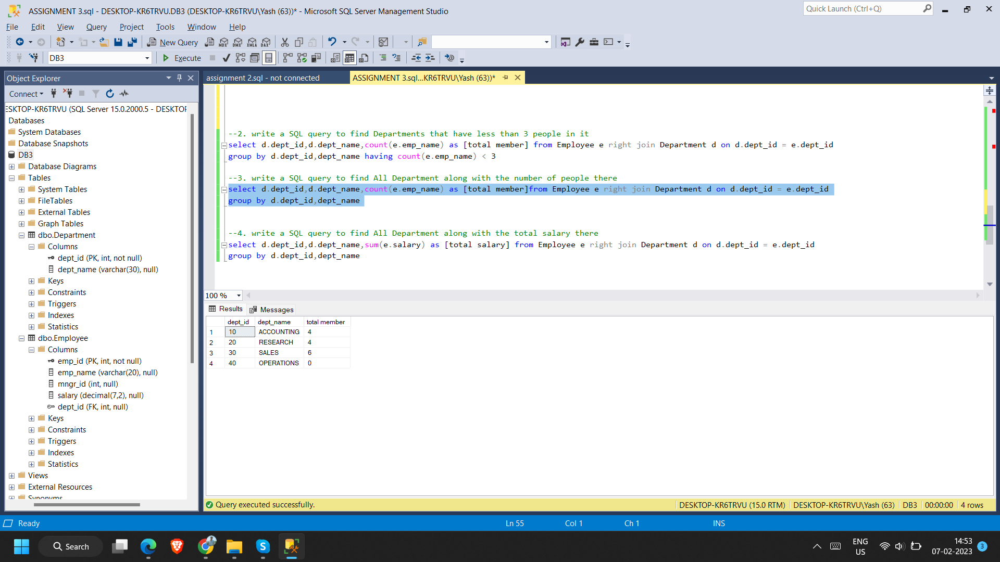 ASSIGNMENT 3.sql - DESKTOP-KR6TRVU.DB3 (DESKTOP-KR6TRVU\Yash (63))* - Microsoft SQL Server Management Studio
Quick Launch (Ctrl+Q)
File Edit View Query Project Tools Window Help
New Query
MDX DMX XMLA DAX
DB3
Execute
Object Explorer
assignment 2.sql - not connected
ASSIGNMENT 3.sql...KR6TRVU\Yash (63))*
Connect
ESKTOP-KR6TRVU (SQL Server 15.0.2000.5 - DESKTOP
Databases
System Databases
Database Snapshots
DB3
Database Diagrams
Tables
System Tables
FileTables
External Tables
Graph Tables
dbo.Department
Columns
dept_id (PK, int, not null)
dept_name (varchar(30), null)
Keys
Constraints
Triggers
Indexes
Statistics
dbo.Employee
Columns
emp_id (PK, int, not null)
emp_name (varchar(20), null)
mngr_id (int, null)
salary (decimal(7,2), null)
dept_id (FK, int, null)
Keys
Constraints
Triggers
Indexes
Statistics
Views
External Resources
Synonyms
--2. write a SQL query to find Departments that have less than 3 people in it
select d.dept_id,d.dept_name,count(e.emp_name) as [total member] from Employee e right join Department d on d.dept_id = e.dept_id
group by d.dept_id,dept_name having count(e.emp_name) < 3
--3. write a SQL query to find All Department along with the number of people there
select d.dept_id,d.dept_name,count(e.emp_name) as [total member]from Employee e right join Department d on d.dept_id = e.dept_id
group by d.dept_id,dept_name
--4. write a SQL query to find All Department along with the total salary there
select d.dept_id,d.dept_name,sum(e.salary) as [total salary] from Employee e right join Department d on d.dept_id = e.dept_id
group by d.dept_id,dept_name
100 %
Results Messages
dept_id dept_name total member
1 10 ACCOUNTING 4
2 20 RESEARCH 4
3 30 SALES 6
4 40 OPERATIONS 0
Query executed successfully.
DESKTOP-KR6TRVU (15.0 RTM) DESKTOP-KR6TRVU\Yash (63) DB3 00:00:00 4 rows
Ready Ln 55 Col 1 Ch 1 INS
Search
ENG
US
14:53
07-02-2023
3